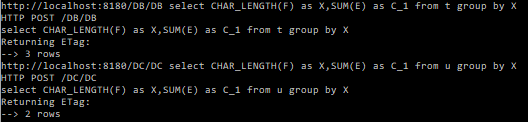 http://localhost:8180/DB/DB select CHAR_LENGTH(F) as X,SUM(E) as C_1 from t group by X
HTTP POST /DB/DB
select CHAR_LENGTH(F) as X,SUM(E) as C_1 from t group by X
Returning ETag:
--> 3 rows
http://localhost:8180/DC/DC select CHAR_LENGTH(F) as X,SUM(E) as C_1 from u group by X
HTTP POST /DC/DC
select CHAR_LENGTH(F) as X,SUM(E) as C_1 from u group by X
Returning ETag:
--> 2 rows